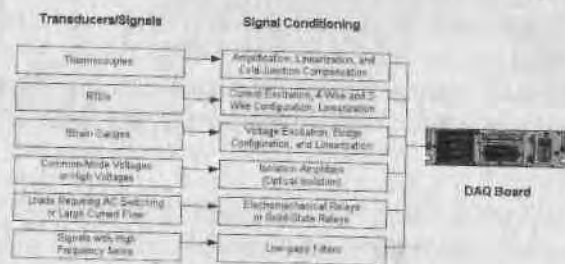 Transducers/Signals
Signal Conditioning
Thermocouples
Amplification, Linearization, and
Cold-Junction Compensation
RTDs
Current Excitation, 4 Wire and 3
Wire Configuration, Linearization
Strain Gauges
Voltage Excitation, Bridge
Configuration, and Linearization
Common-Mode Voltages
or High Voltages
Isolation Amplifiers
(Optical Isolation)
Loads Requiring AC Switching
or Large Current Flow
Electromechanical Relays
or Solid-State Relays
Signals with High
Frequency Noise
Low-pass Filters
DAQ Board